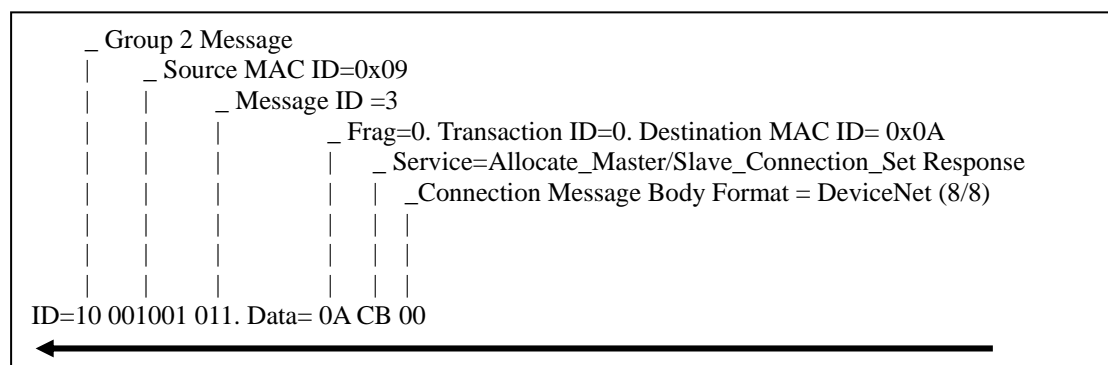 _ Group 2 Message
| _ Source MAC ID=0x09
| | _ Message ID =3
| | | _ Frag=0. Transaction ID=0. Destination MAC ID= 0x0A
| | | | _ Service=Allocate_Master/Slave_Connection_Set Response
| | | | | _Connection Message Body Format = DeviceNet (8/8)
| | | | | |
| | | | | |
| | | | | |
| | | | | |
ID=10 001001 011. Data= 0A CB 00